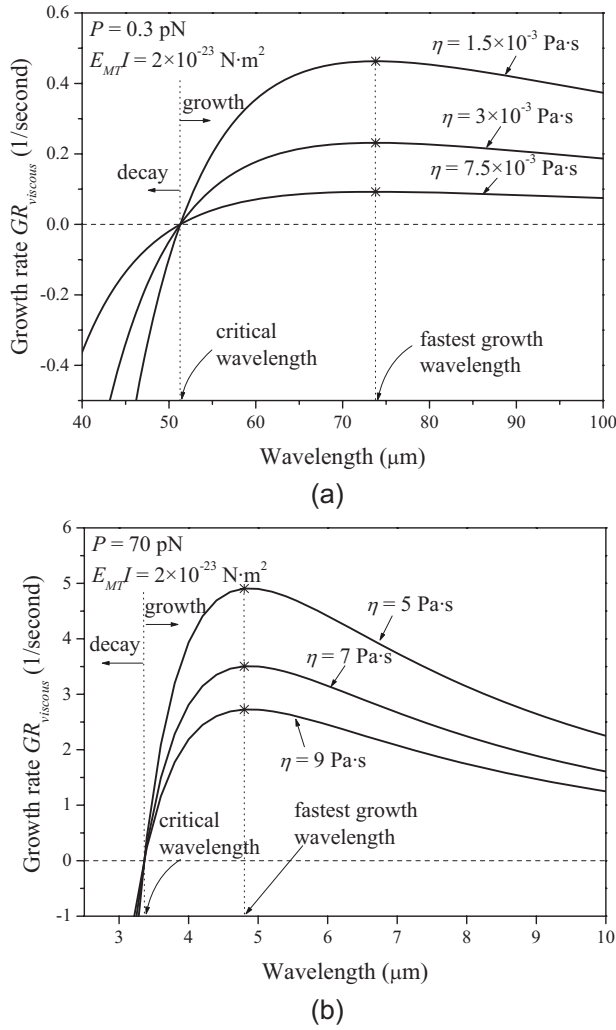 P = 0.3 pN
E_MT I = 2×10⁻²³ N·m²
growth
decay
η = 1.5×10⁻³ Pa·s
η = 3×10⁻³ Pa·s
η = 7.5×10⁻³ Pa·s
critical
wavelength
fastest growth
wavelength
0.6
0.4
0.2
0.0
-0.2
-0.4
Growth rate GR_viscous (1/second)
40 50 60 70 80 90 100
Wavelength (μm)
(a)
P = 70 pN
E_MT I = 2×10⁻²³ N·m²
growth
decay
η = 5 Pa·s
η = 7 Pa·s
η = 9 Pa·s
critical
wavelength
fastest growth
wavelength
6
5
4
3
2
1
0
-1
Growth rate GR_viscous (1/second)
3 4 5 6 7 8 9 10
Wavelength (μm)
(b)